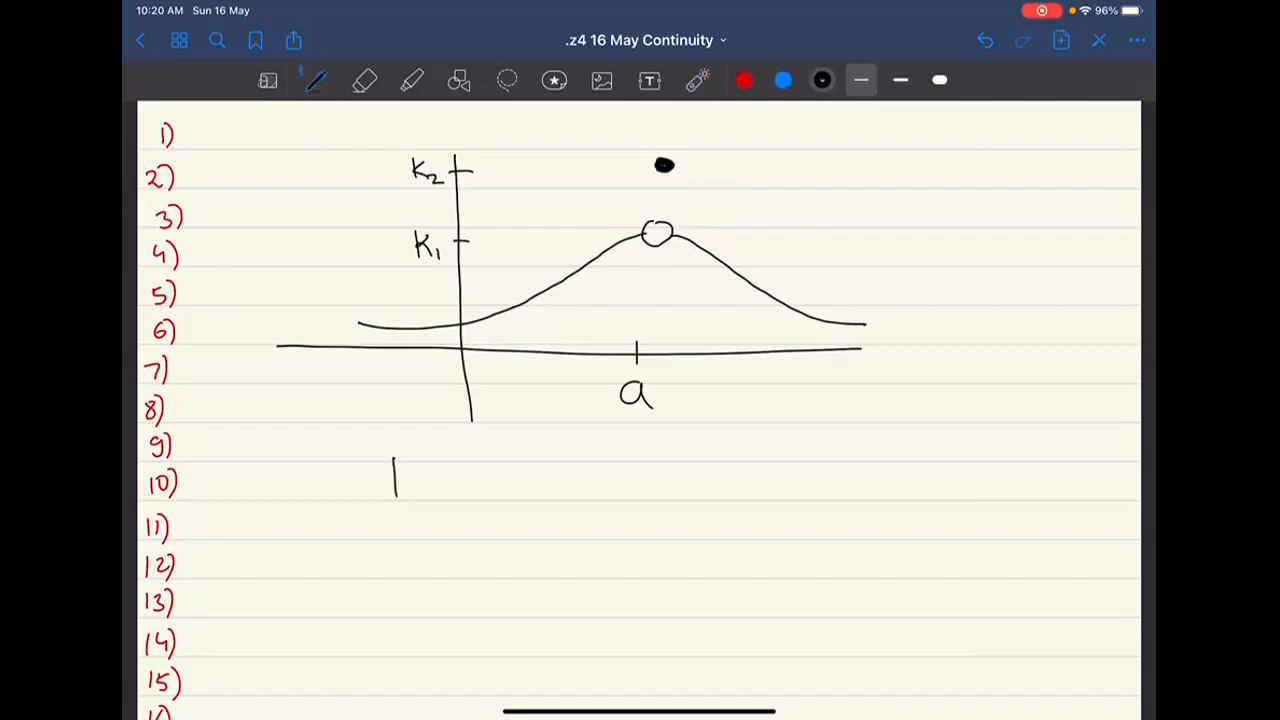 10:20 AM Sun 16 May 96%
.z4 16 May Continuity
1)
2) K₂
3)
4) K₁
5)
6)
7)
8) a
9)
10) |
11)
12)
13)
14)
15)